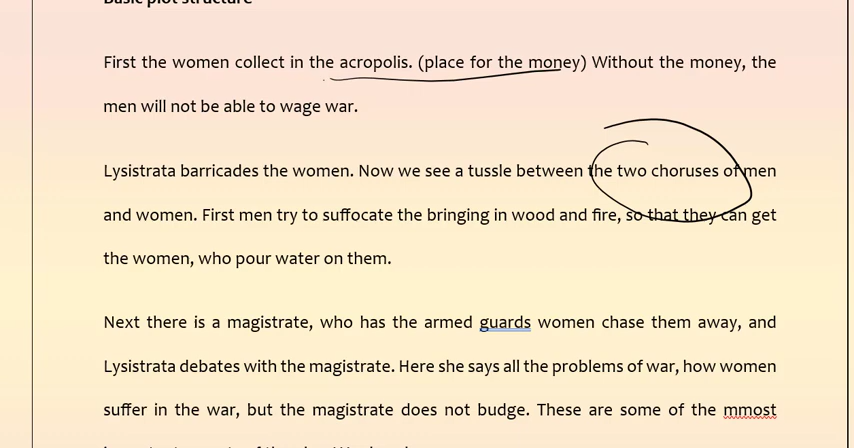 Basic plot structure
First the women collect in the acropolis. (place for the money) Without the money, the
men will not be able to wage war.
Lysistrata barricades the women. Now we see a tussle between the two choruses of men
and women. First men try to suffocate the bringing in wood and fire, so that they can get
the women, who pour water on them.
Next there is a magistrate, who has the armed guards women chase them away, and
Lysistrata debates with the magistrate. Here she says all the problems of war, how women
suffer in the war, but the magistrate does not budge. These are some of the mmost